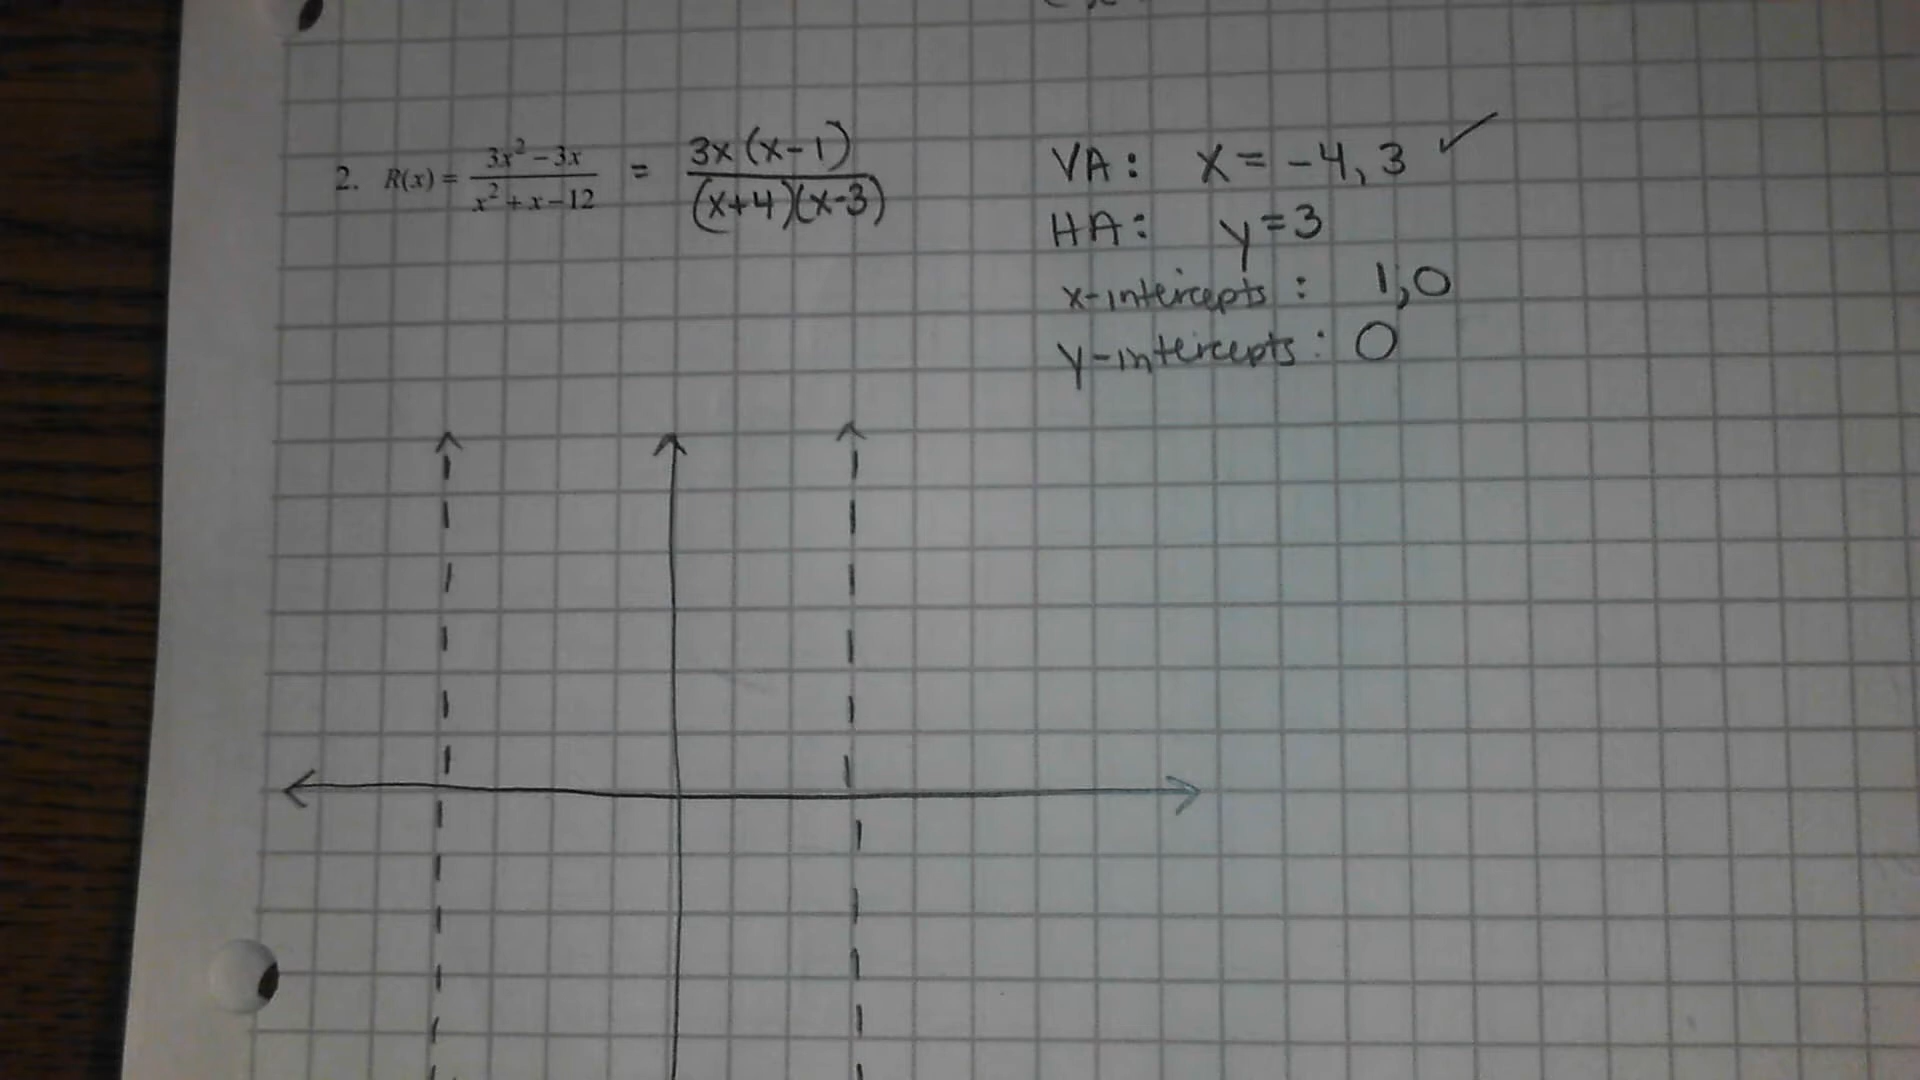 2. R(x) = (3x² − 3x)/(x² + x − 12) = 3x(x-1)/(x+4)(x-3)
VA: x = -4, 3 ✓
HA: y=3
x-intercepts: 1,0
y-intercepts: 0